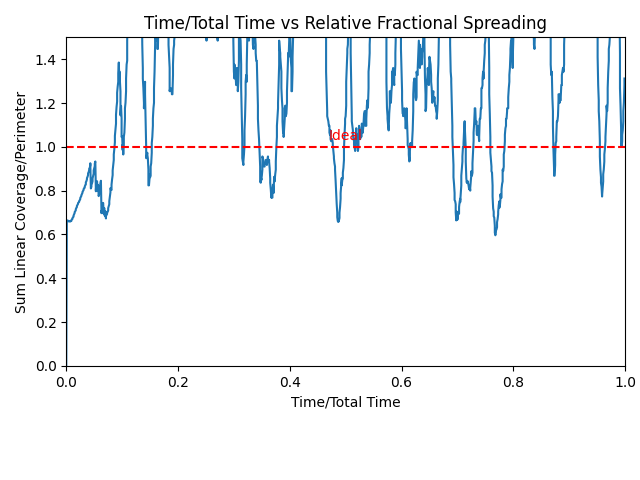 Time/Total Time vs Relative Fractional Spreading
Sum Linear Coverage/Perimeter
1.4
1.2
1.0
0.8
0.6
0.4
0.2
0.0
Ideal
0.0 0.2 0.4 0.6 0.8 1.0
Time/Total Time